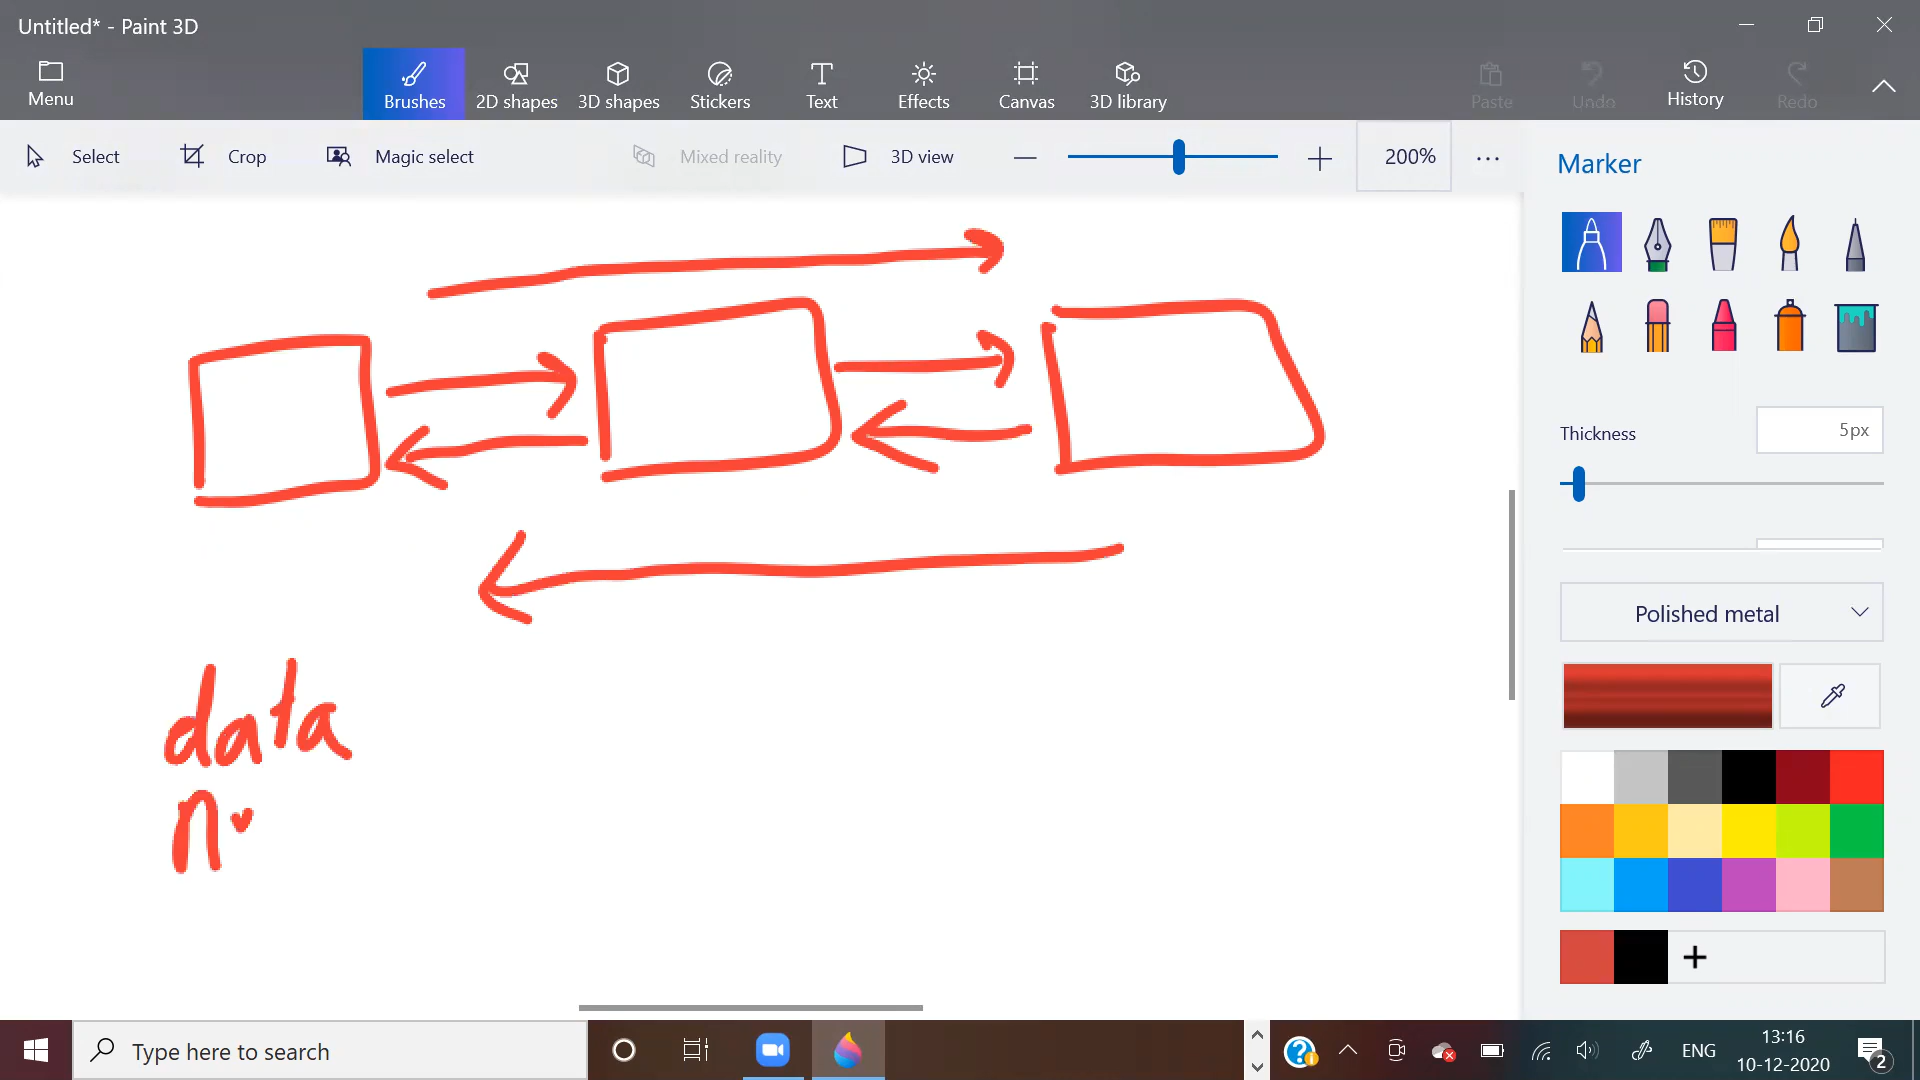 Untitled* - Paint 3D
Menu
Brushes
2D shapes
3D shapes
Stickers
Text
Effects
Canvas
3D library
Paste
Undo
History
Redo
Select
Crop
Magic select
Mixed reality
3D view
200%
Marker
Thickness
5px
Polished metal
data
Type here to search
ENG
13:16
10-12-2020
2